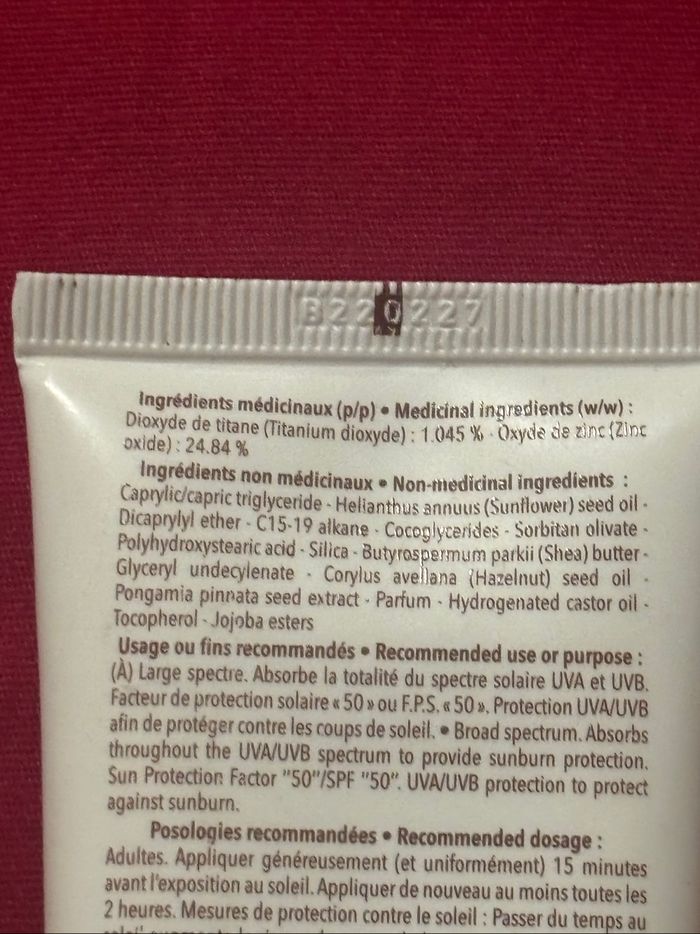 B220227
Ingrédients médicinaux (p/p) • Medicinal ingredients (w/w) :
Dioxyde de titane (Titanium dioxyde) : 1.045 % - Oxyde de zinc (Zinc
oxide) : 24.84 %
Ingrédients non médicinaux • Non-medicinal ingredients :
Caprylic/capric triglyceride - Helianthus annuus (Sunflower) seed oil -
Dicaprylyl ether - C15-19 alkane - Cocoglycerides - Sorbitan olivate -
Polyhydroxystearic acid - Silica - Butyrospermum parkii (Shea) butter -
Glyceryl undecylenate - Corylus avellana (Hazelnut) seed oil -
Pongamia pinnata seed extract - Parfum - Hydrogenated castor oil -
Tocopherol - Jojoba esters
Usage ou fins recommandés • Recommended use or purpose :
(À) Large spectre. Absorbe la totalité du spectre solaire UVA et UVB.
Facteur de protection solaire « 50 » ou F.P.S. « 50 ». Protection UVA/UVB
afin de protéger contre les coups de soleil. • Broad spectrum. Absorbs
throughout the UVA/UVB spectrum to provide sunburn protection.
Sun Protection Factor "50"/SPF "50". UVA/UVB protection to protect
against sunburn.
Posologies recommandées • Recommended dosage :
Adultes. Appliquer généreusement (et uniformément) 15 minutes
avant l'exposition au soleil. Appliquer de nouveau au moins toutes les
2 heures. Mesures de protection contre le soleil : Passer du temps au